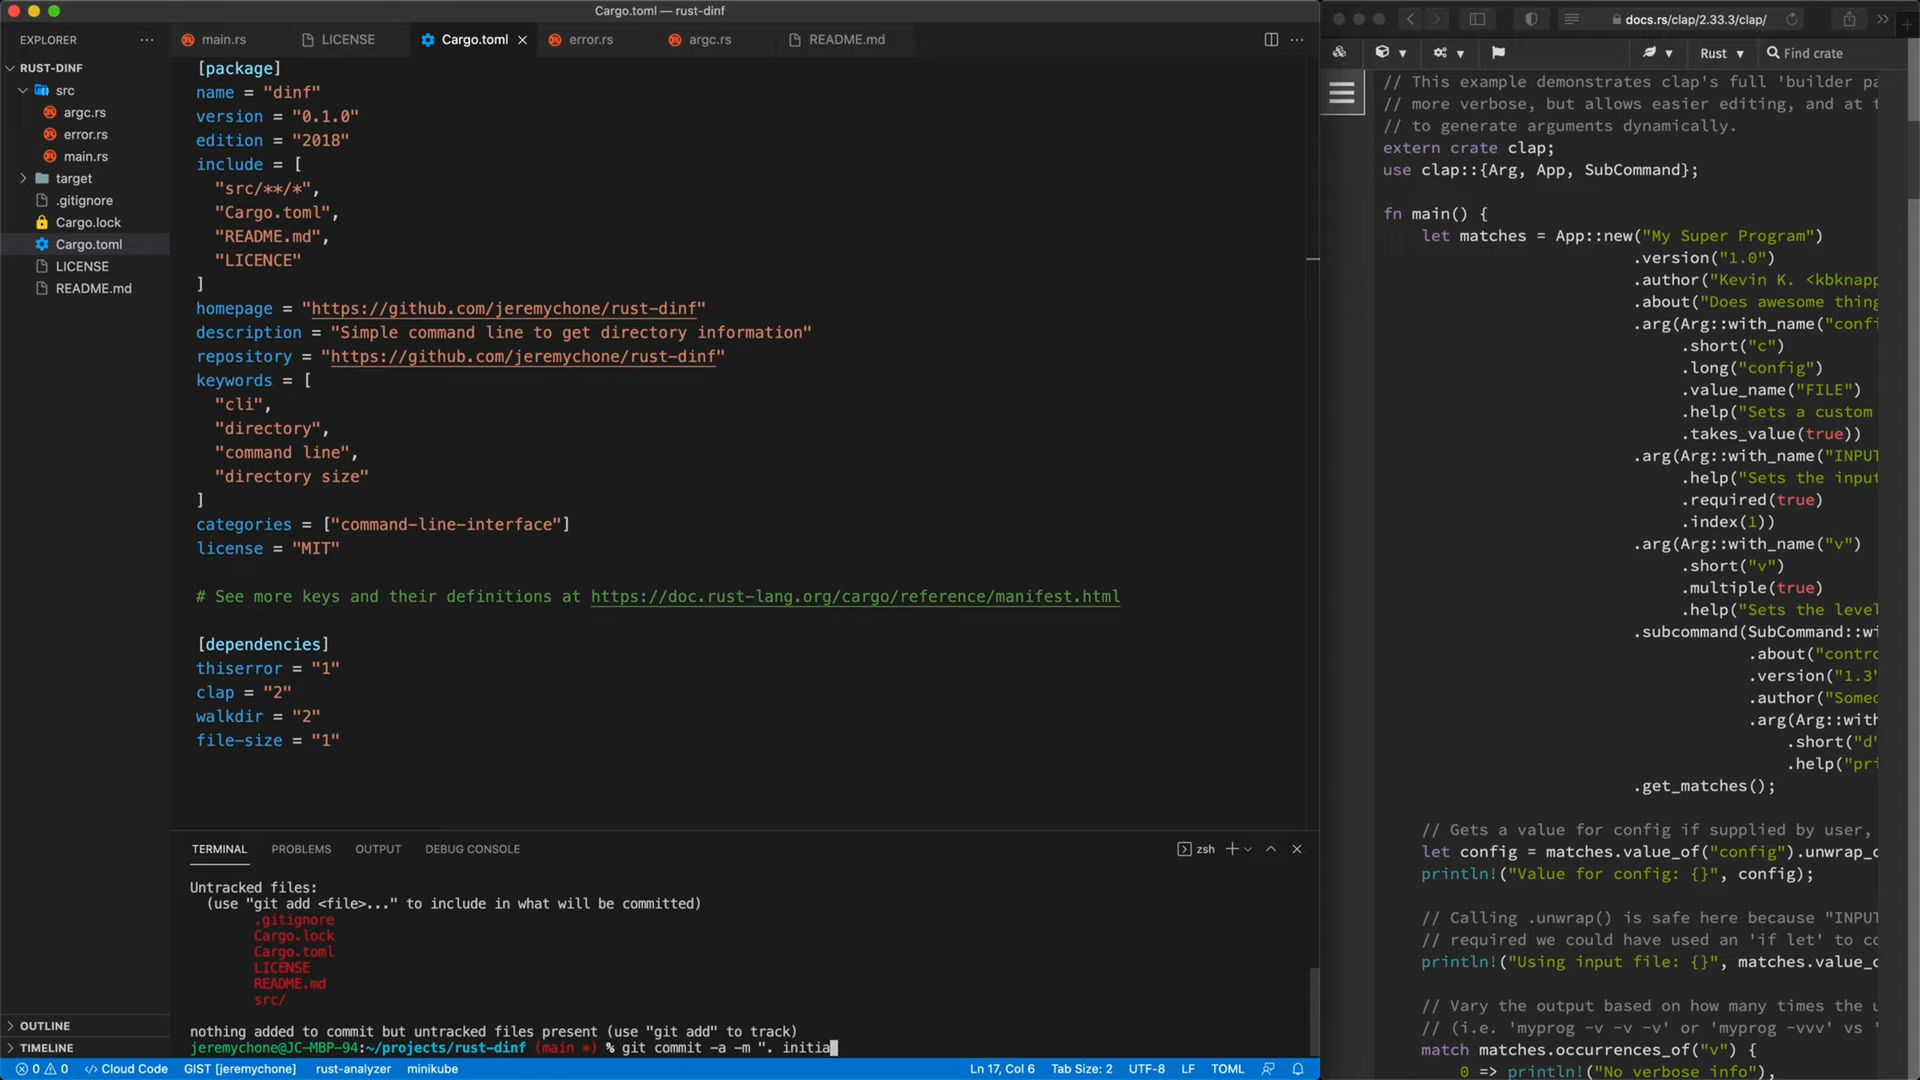 Cargo.toml — rust-dinf
EXPLORER
RUST-DINF
src
argc.rs
error.rs
main.rs
target
.gitignore
Cargo.lock
Cargo.toml
LICENSE
README.md
OUTLINE
TIMELINE
main.rs
LICENSE
Cargo.toml
error.rs
argc.rs
README.md
[package]
name = "dinf"
version = "0.1.0"
edition = "2018"
include = [
"src/**/*",
"Cargo.toml",
"README.md",
"LICENCE"
]
homepage = "https://github.com/jeremychone/rust-dinf"
description = "Simple command line to get directory information"
repository = "https://github.com/jeremychone/rust-dinf"
keywords = [
"cli",
"directory",
"command line",
"directory size"
]
categories = ["command-line-interface"]
license = "MIT"
# See more keys and their definitions at https://doc.rust-lang.org/cargo/reference/manifest.html
[dependencies]
thiserror = "1"
clap = "2"
walkdir = "2"
file-size = "1"
TERMINAL PROBLEMS OUTPUT DEBUG CONSOLE
zsh
Untracked files:
(use "git add <file>..." to include in what will be committed)
.gitignore
Cargo.lock
Cargo.toml
LICENSE
README.md
src/
nothing added to commit but untracked files present (use "git add" to track)
jeremychone@JC-MBP-94:~/projects/rust-dinf (main *) % git commit -a -m ". initia
0 0 Cloud Code GIST [jeremychone] rust-analyzer minikube
Ln 17, Col 6 Tab Size: 2 UTF-8 LF TOML
docs.rs/clap/2.33.3/clap/
Rust Find crate
// This example demonstrates clap's full 'builder pa
// more verbose, but allows easier editing, and at t
// to generate arguments dynamically.
extern crate clap;
use clap::{Arg, App, SubCommand};
fn main() {
let matches = App::new("My Super Program")
.version("1.0")
.author("Kevin K. <kbknapp
.about("Does awesome thing
.arg(Arg::with_name("confi
.short("c")
.long("config")
.value_name("FILE")
.help("Sets a custom
.takes_value(true))
.arg(Arg::with_name("INPUT
.help("Sets the input
.required(true)
.index(1))
.arg(Arg::with_name("v")
.short("v")
.multiple(true)
.help("Sets the level
.subcommand(SubCommand::wi
.about("contro
.version("1.3"
.author("Someo
.arg(Arg::with
.short("d"
.help("pri
.get_matches();
// Gets a value for config if supplied by user,
let config = matches.value_of("config").unwrap_o
println!("Value for config: {}", config);
// Calling .unwrap() is safe here because "INPUT
// required we could have used an 'if let' to co
println!("Using input file: {}", matches.value_o
// Vary the output based on how many times the u
// (i.e. 'myprog -v -v -v' or 'myprog -vvv' vs '
match matches.occurrences_of("v") {
0 => println!("No verbose info"),